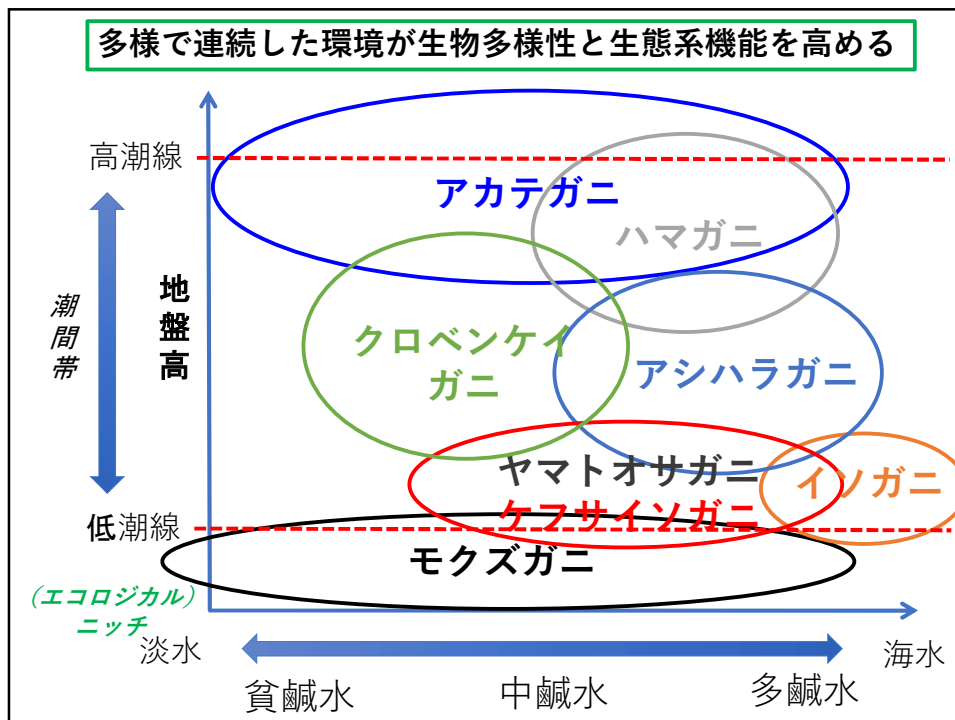 多様で連続した環境が生物多様性と生態系機能を高める
高潮線
アカテガニ
ハマガニ
潮間帯
地盤高
クロベンケイ
ガニ
アシハラガニ
ヤマトオサガニ
ケフサイソガニ
イソガニ
低潮線
モクズガニ
(エコロジカル)
ニッチ
淡水
海水
貧鹹水
中鹹水
多鹹水